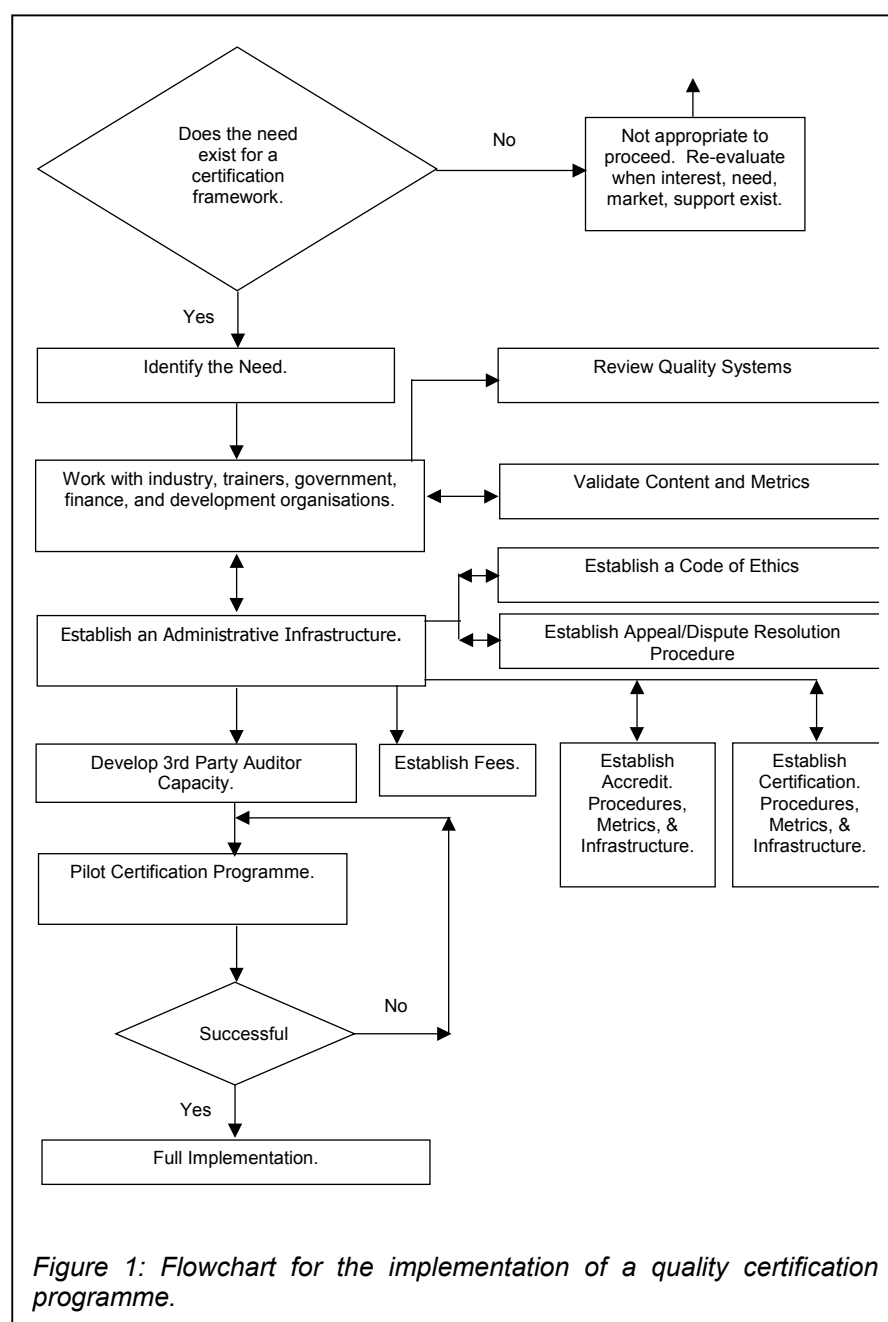 Does the need
exist for a
certification
framework.
No
Not appropriate to
proceed. Re-evaluate
when interest, need,
market, support exist.
Yes
Identify the Need.
Review Quality Systems
Work with industry, trainers, government,
finance, and development organisations.
Validate Content and Metrics
Establish a Code of Ethics
Establish an Administrative Infrastructure.
Establish Appeal/Dispute Resolution
Procedure
Develop 3rd Party Auditor
Capacity.
Establish Fees.
Establish
Accredit.
Procedures,
Metrics, &
Infrastructure.
Establish
Certification.
Procedures,
Metrics, &
Infrastructure.
Pilot Certification Programme.
Successful
No
Yes
Full Implementation.
Figure 1: Flowchart for the implementation of a quality certification
programme.